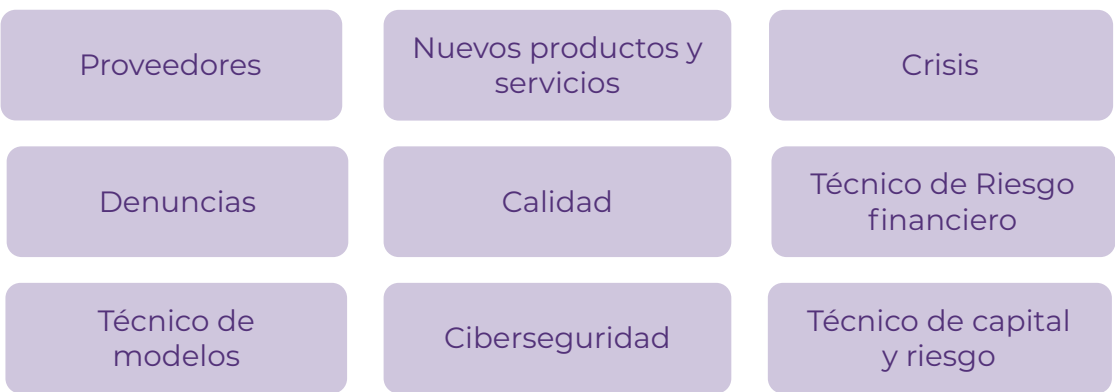 Proveedores
Nuevos productos y
servicios
Crisis
Denuncias
Calidad
Técnico de Riesgo
financiero
Técnico de
modelos
Ciberseguridad
Técnico de capital
y riesgo